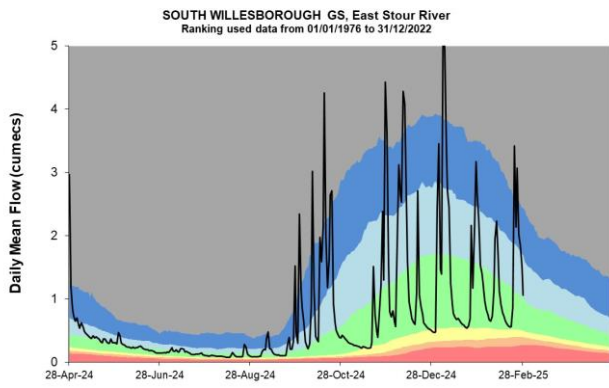 SOUTH WILLESBOROUGH GS, East Stour River
Ranking used data from 01/01/1976 to 31/12/2022
Daily Mean Flow (cumecs)
5
4
3
2
1
0
28-Apr-24 28-Jun-24 28-Aug-24 28-Oct-24 28-Dec-24 28-Feb-25